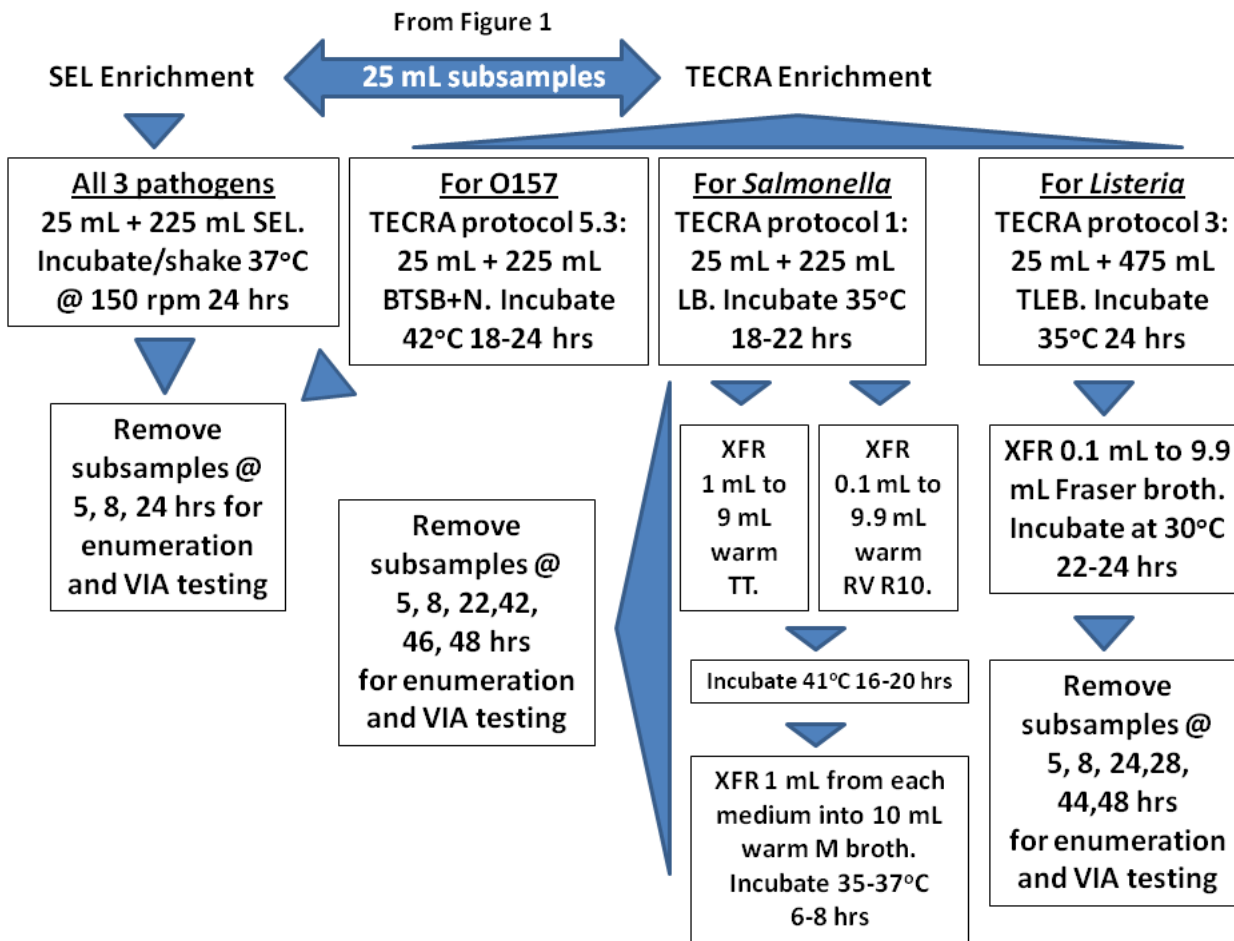 From Figure 1
SEL Enrichment
25 mL subsamples
TECRA Enrichment
All 3 pathogens
25 mL + 225 mL SEL.
Incubate/shake 37°C
@ 150 rpm 24 hrs
For O157
TECRA protocol 5.3:
25 mL + 225 mL
BTSB+N. Incubate
42°C 18-24 hrs
For Salmonella
TECRA protocol 1:
25 mL + 225 mL
LB. Incubate 35°C
18-22 hrs
For Listeria
TECRA protocol 3:
25 mL + 475 mL
TLEB. Incubate
35°C 24 hrs
Remove
subsamples @
5, 8, 24 hrs for
enumeration
and VIA testing
Remove
subsamples @
5, 8, 22,42,
46, 48 hrs
for enumeration
and VIA testing
XFR
1 mL to
9 mL
warm
TT.
XFR
0.1 mL to
9.9 mL
warm
RV R10.
Incubate 41°C 16-20 hrs
XFR 1 mL from each
medium into 10 mL
warm M broth.
Incubate 35-37°C
6-8 hrs
XFR 0.1 mL to 9.9
mL Fraser broth.
Incubate at 30°C
22-24 hrs
Remove
subsamples @
5, 8, 24,28,
44,48 hrs
for enumeration
and VIA testing